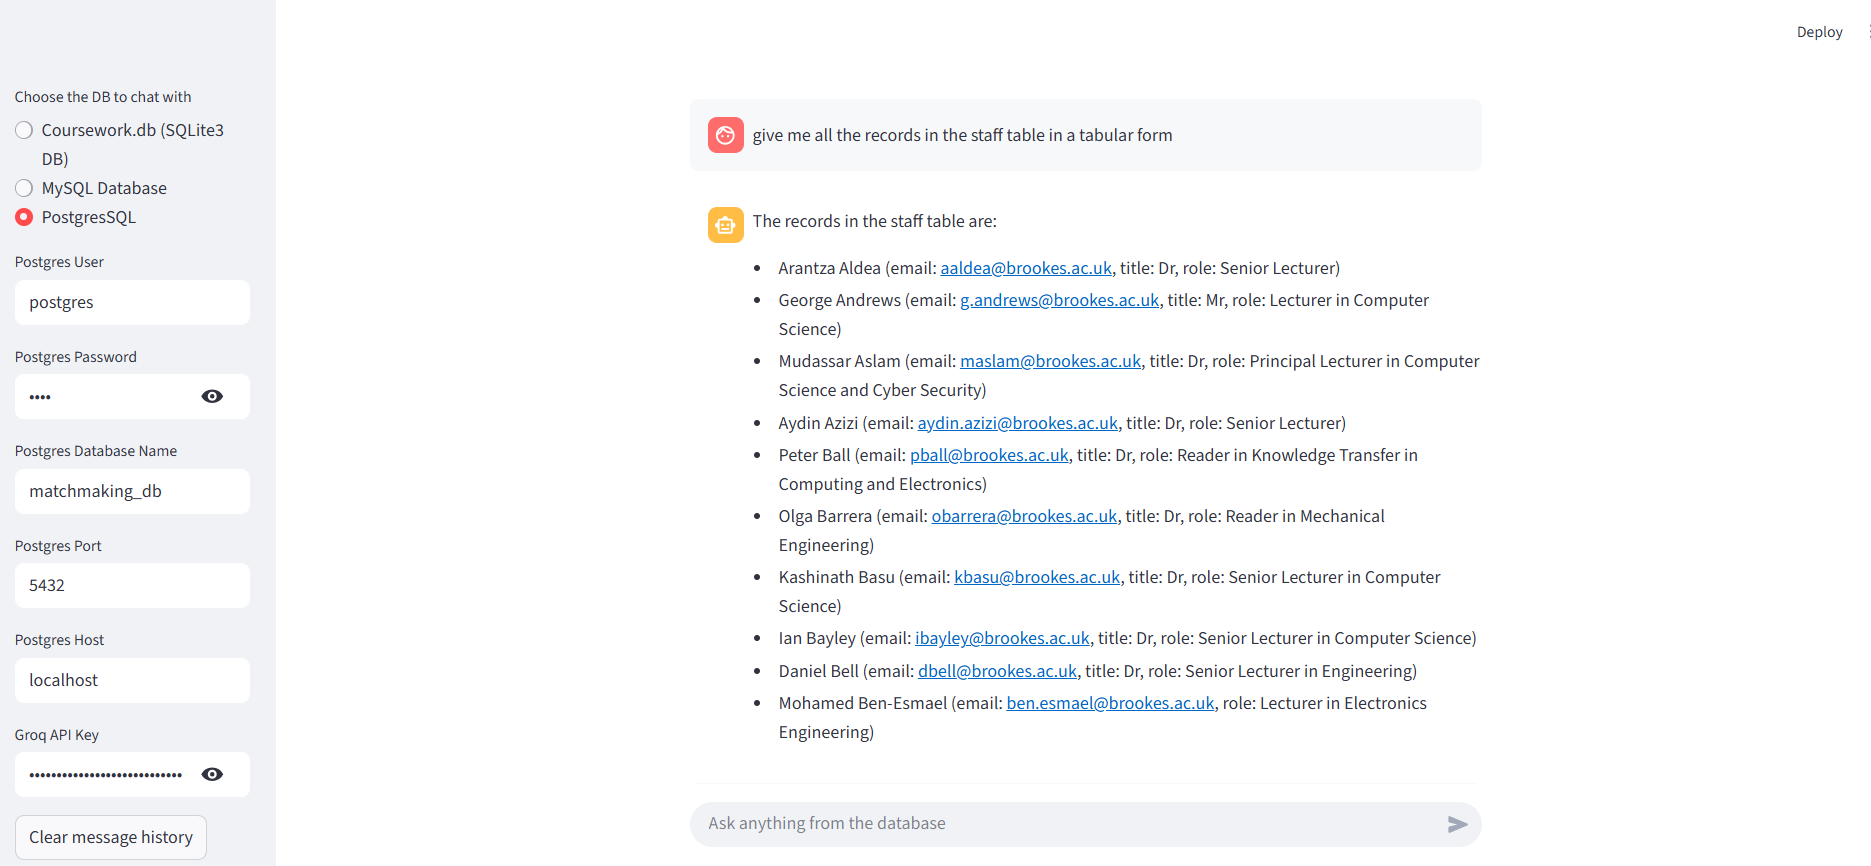 Deploy
Choose the DB to chat with
Coursework.db (SQLite3
DB)
MySQL Database
PostgresSQL
Postgres User
postgres
Postgres Password
••••
Postgres Database Name
matchmaking_db
Postgres Port
5432
Postgres Host
localhost
Groq API Key
••••••••••••••••••••••••••••
Clear message history
give me all the records in the staff table in a tabular form
The records in the staff table are:
• Arantza Aldea (email: aaldea@brookes.ac.uk, title: Dr, role: Senior Lecturer)
• George Andrews (email: g.andrews@brookes.ac.uk, title: Mr, role: Lecturer in Computer
Science)
• Mudassar Aslam (email: maslam@brookes.ac.uk, title: Dr, role: Principal Lecturer in Computer
Science and Cyber Security)
• Aydin Azizi (email: aydin.azizi@brookes.ac.uk, title: Dr, role: Senior Lecturer)
• Peter Ball (email: pball@brookes.ac.uk, title: Dr, role: Reader in Knowledge Transfer in
Computing and Electronics)
• Olga Barrera (email: obarrera@brookes.ac.uk, title: Dr, role: Reader in Mechanical
Engineering)
• Kashinath Basu (email: kbasu@brookes.ac.uk, title: Dr, role: Senior Lecturer in Computer
Science)
• Ian Bayley (email: ibayley@brookes.ac.uk, title: Dr, role: Senior Lecturer in Computer Science)
• Daniel Bell (email: dbell@brookes.ac.uk, title: Dr, role: Senior Lecturer in Engineering)
• Mohamed Ben-Esmael (email: ben.esmael@brookes.ac.uk, role: Lecturer in Electronics
Engineering)
Ask anything from the database